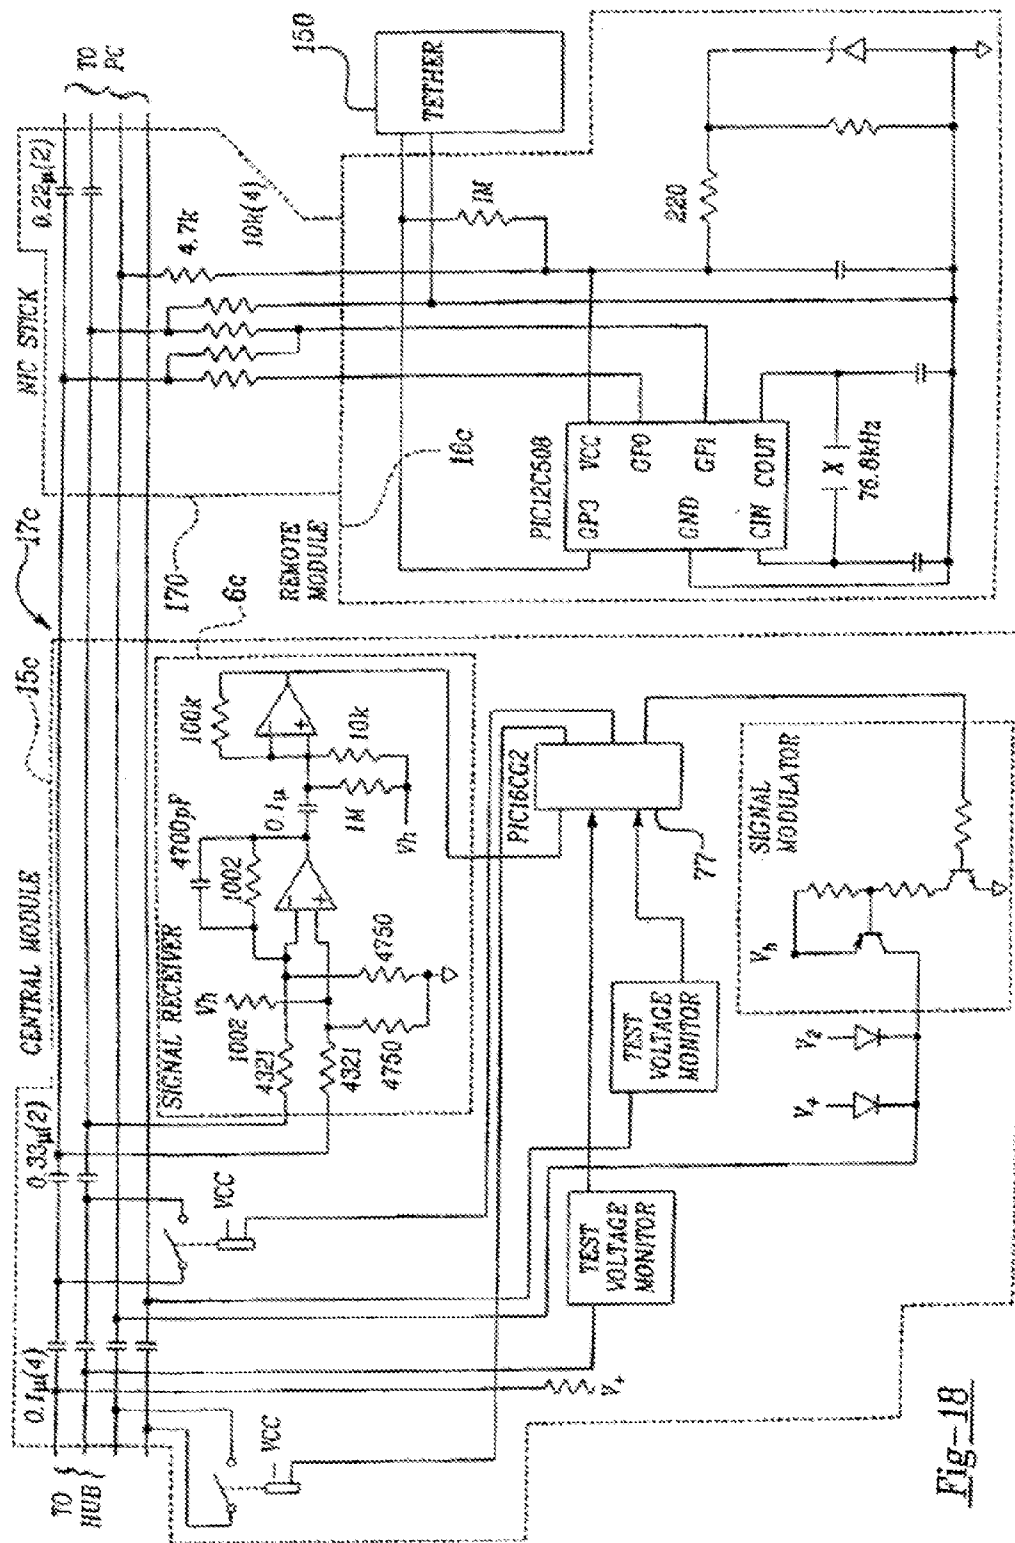 17c
15c
CENTRAL MODULE
NIC STICK
TO
HUB
0.1µ(4)
0.33µ(2)
0.22µ(2)
TO
PC
VCC
VCC
SIGNAL RECEIVER
4700pF
1002
100k
0.1µ
1M
10k
Vh
Vh
1002
4321
4321
4750
4750
6c
170
REMOTE
MODULE
16c
4.7k
10k(4)
150
TETHER
1M
220
PIC12C508
GP3
VCC
GP0
GND
GP1
CIN
COUT
X
76.8kHz
PIC16CG2
77
TEST
VOLTAGE
MONITOR
TEST
VOLTAGE
MONITOR
V+
V+
V2
SIGNAL
MODULATOR
Vh
Fig-18